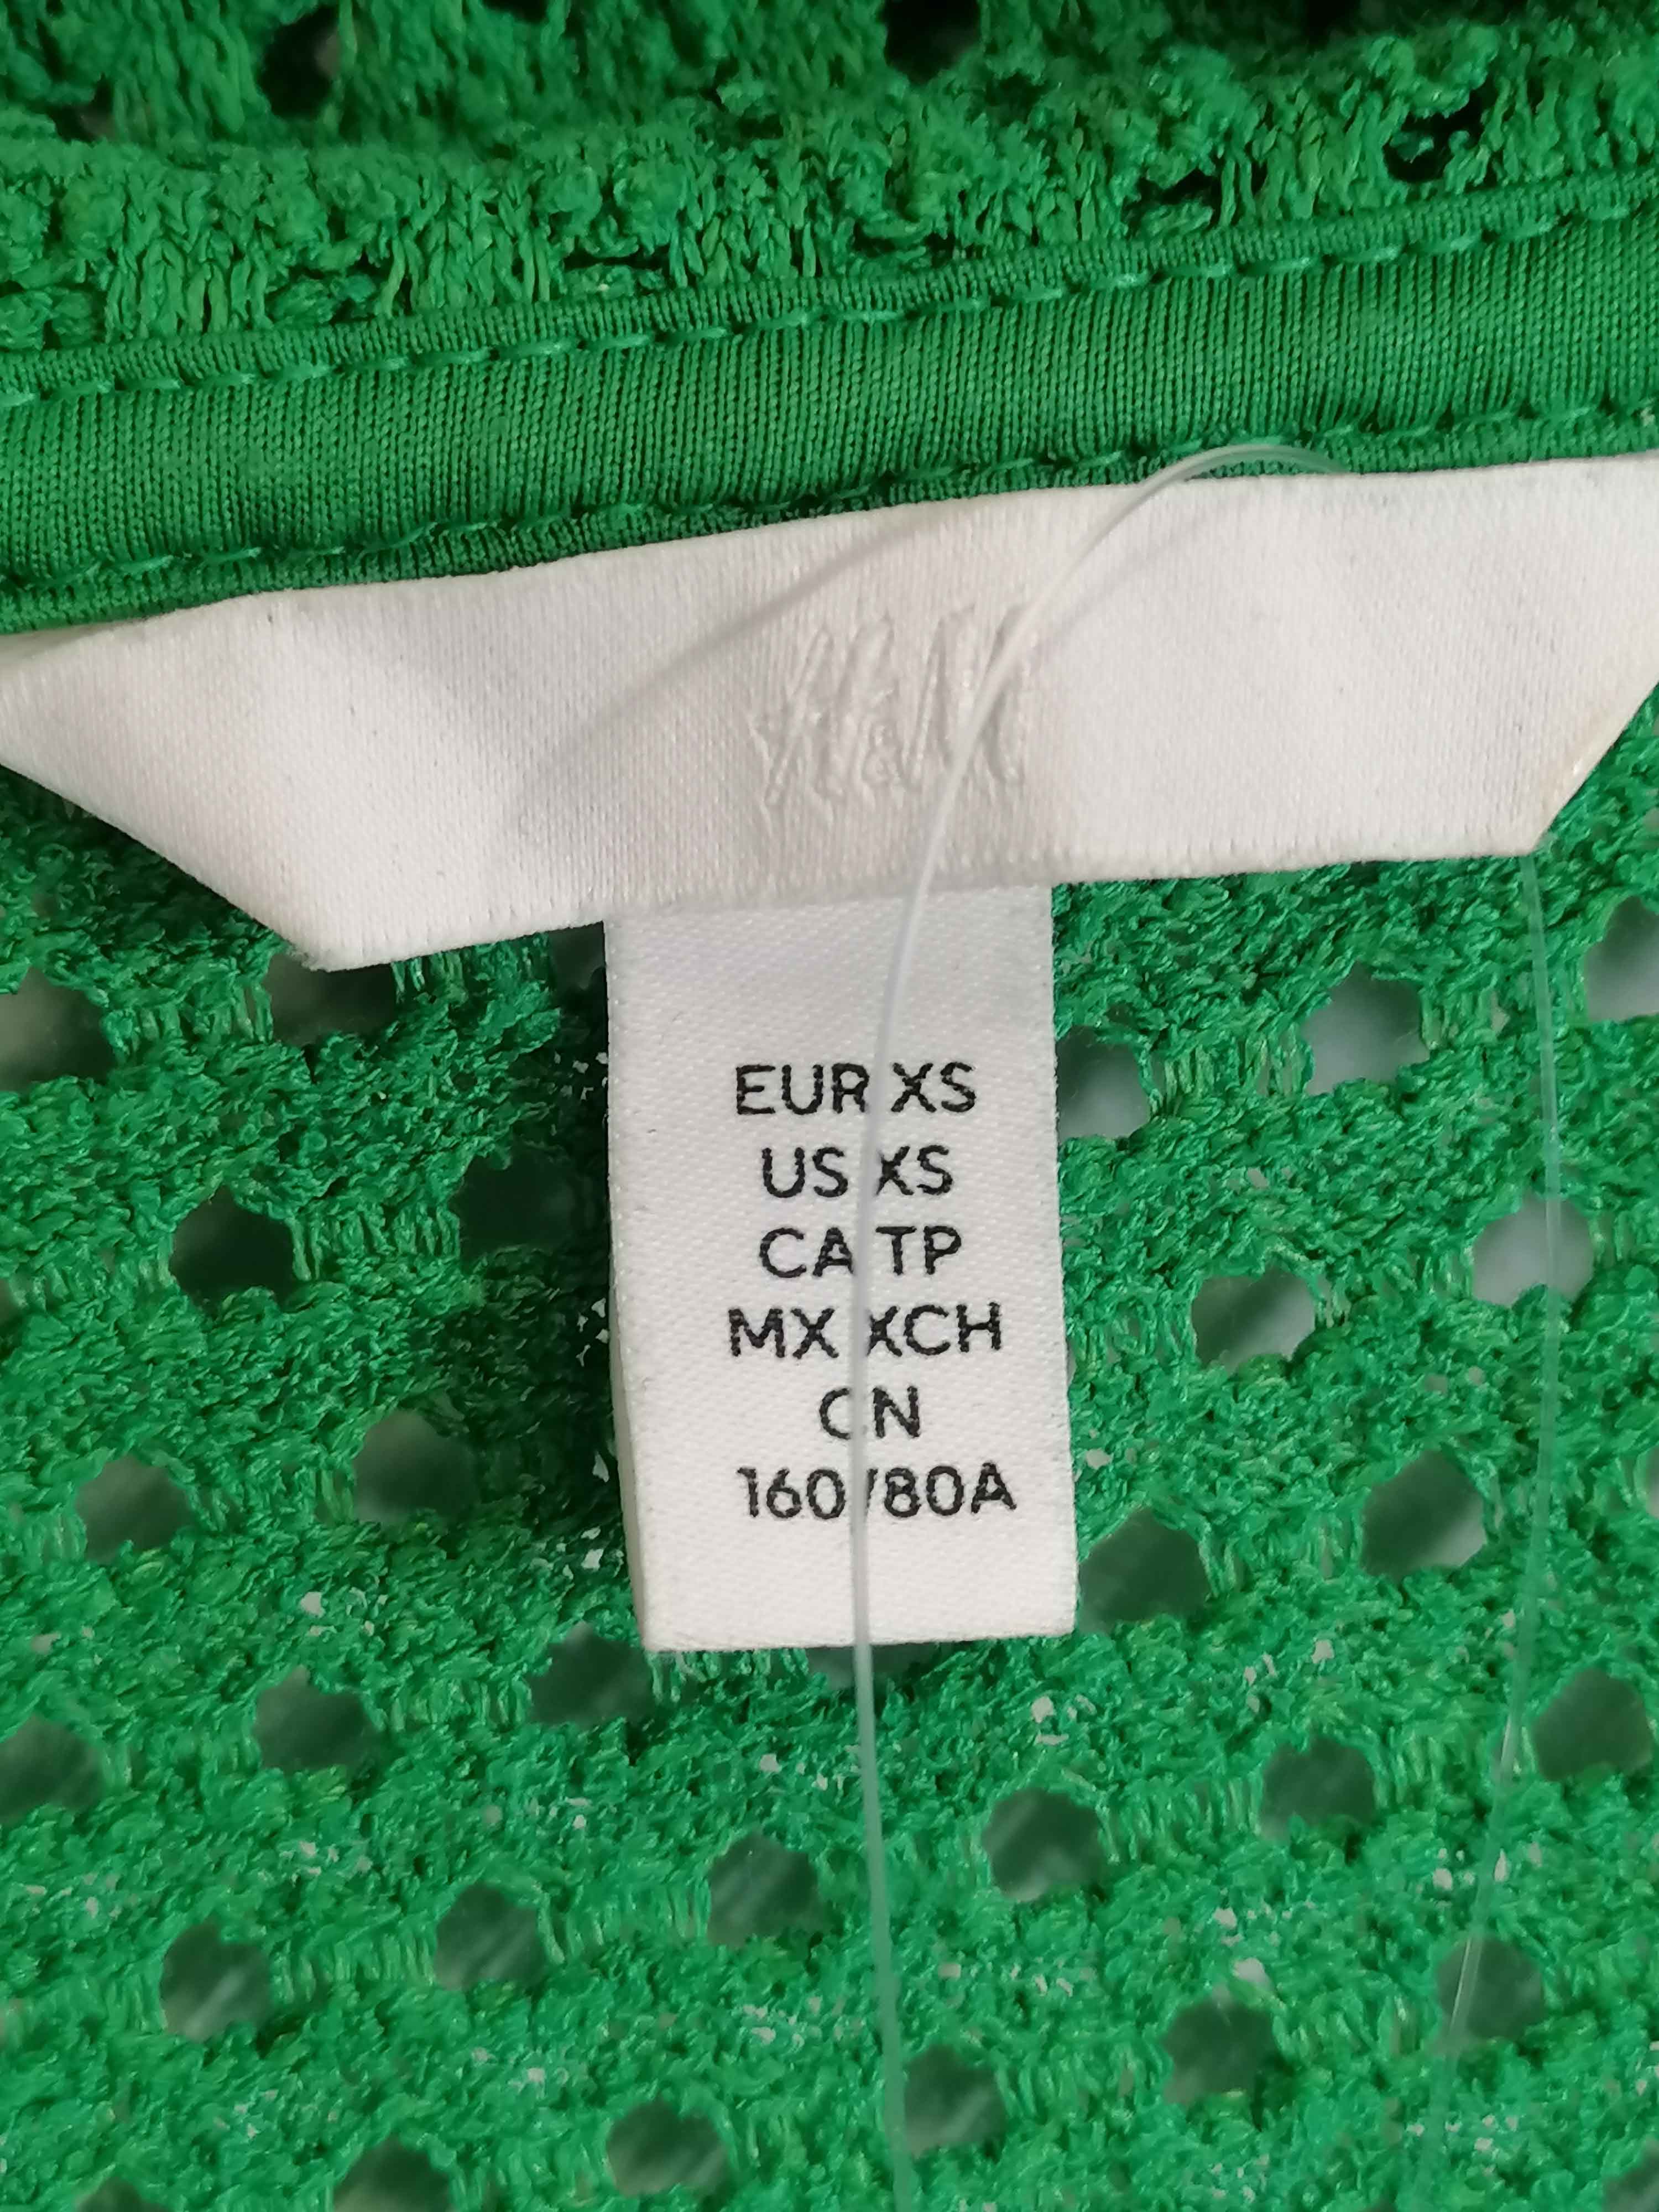 H&M
EUR XS
US XS
CA TP
MX XCH
CN
160/80A